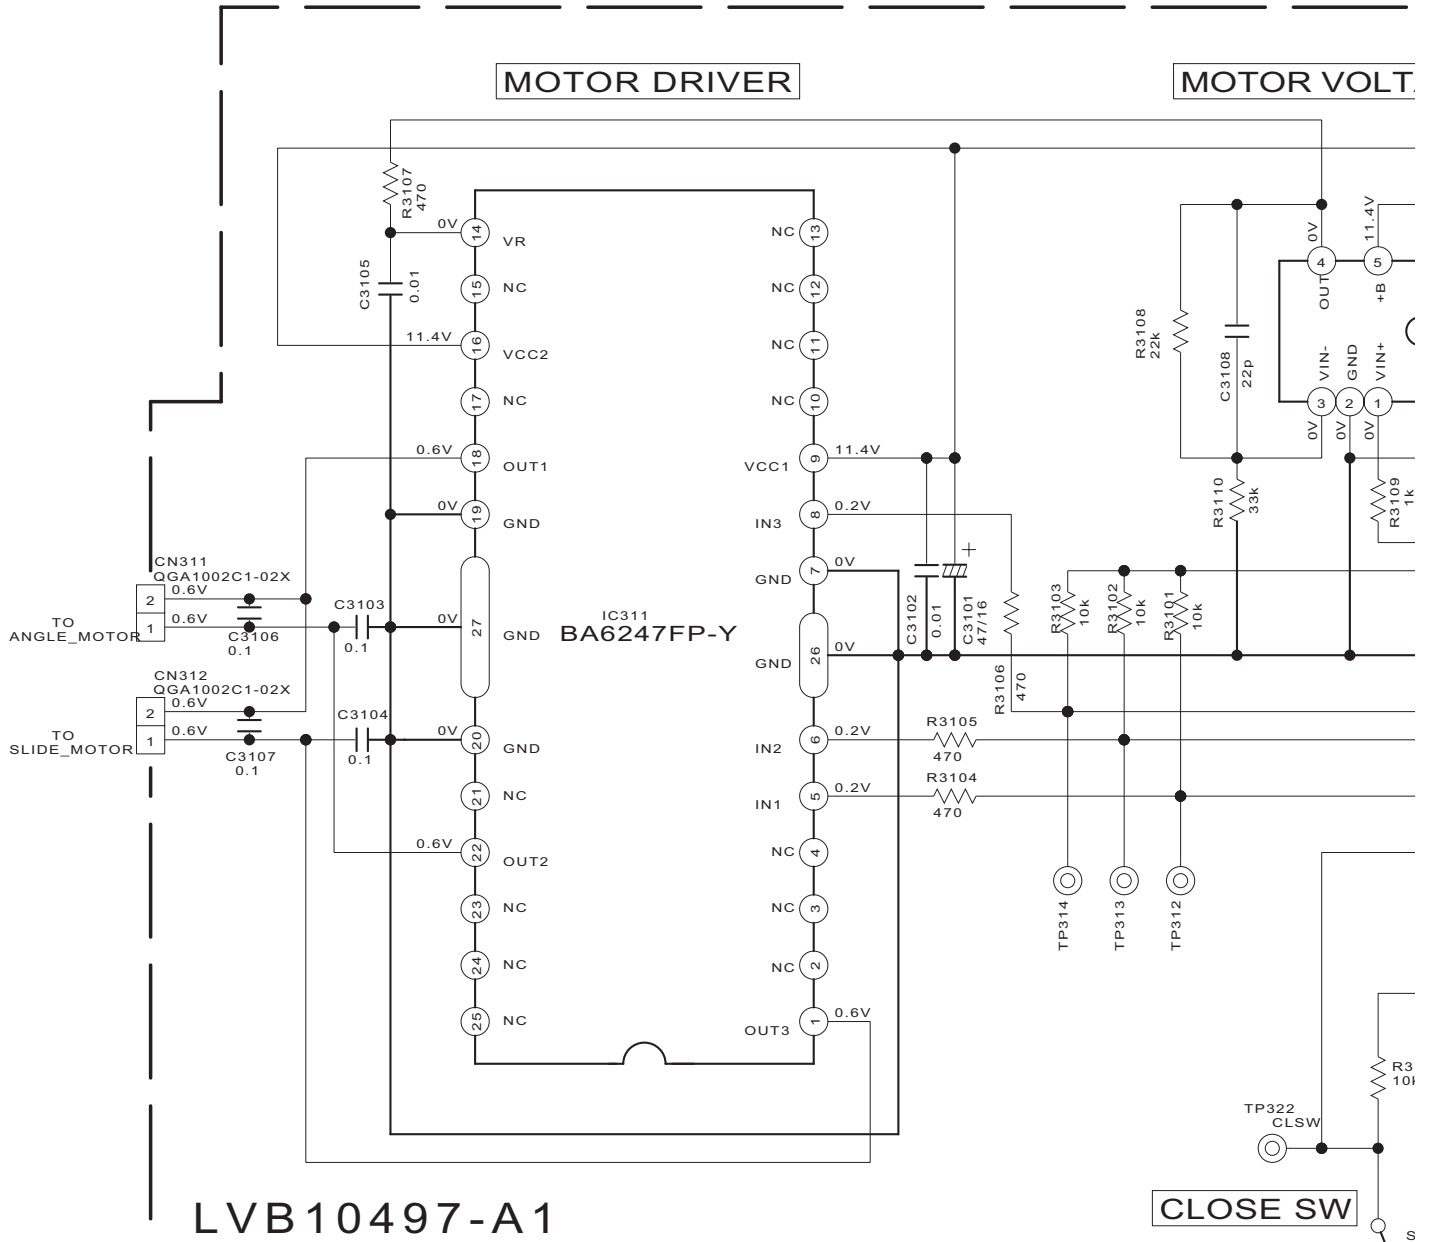 MOTOR DRIVER
MOTOR VOLT
R3107
470
0V
14
VR
NC
13
C3105
0.01
15
NC
NC
12
11.4V
16
VCC2
NC
11
17
NC
NC
10
0.6V
18
OUT1
VCC1
9
11.4V
0V
19
GND
IN3
8
0.2V
GND
7
0V
CN311
QGA1002C1-02X
2
0.6V
1
0.6V
TO
ANGLE_MOTOR
C3106
0.1
C3103
0.1
0V
27
GND
IC311
BA6247FP-Y
GND
26
0V
CN312
QGA1002C1-02X
2
0.6V
1
0.6V
TO
SLIDE_MOTOR
C3107
0.1
C3104
0.1
0V
20
GND
IN2
6
0.2V
R3105
470
21
NC
IN1
5
0.2V
R3104
470
0.6V
22
OUT2
NC
4
23
NC
NC
3
24
NC
NC
2
25
NC
OUT3
1
0.6V
C3102
0.01
+
C3101
47/16
R3106
470
R3103
10k
R3102
10k
R3101
10k
TP314
TP313
TP312
R3108
22k
C3108
22p
0V
11.4V
4
5
OUT
+B
VIN-
GND
VIN+
3
2
1
0V
0V
0V
R3110
33k
R3109
1k
R3
10k
TP322
CLSW
CLOSE SW
S
LVB10497-A1